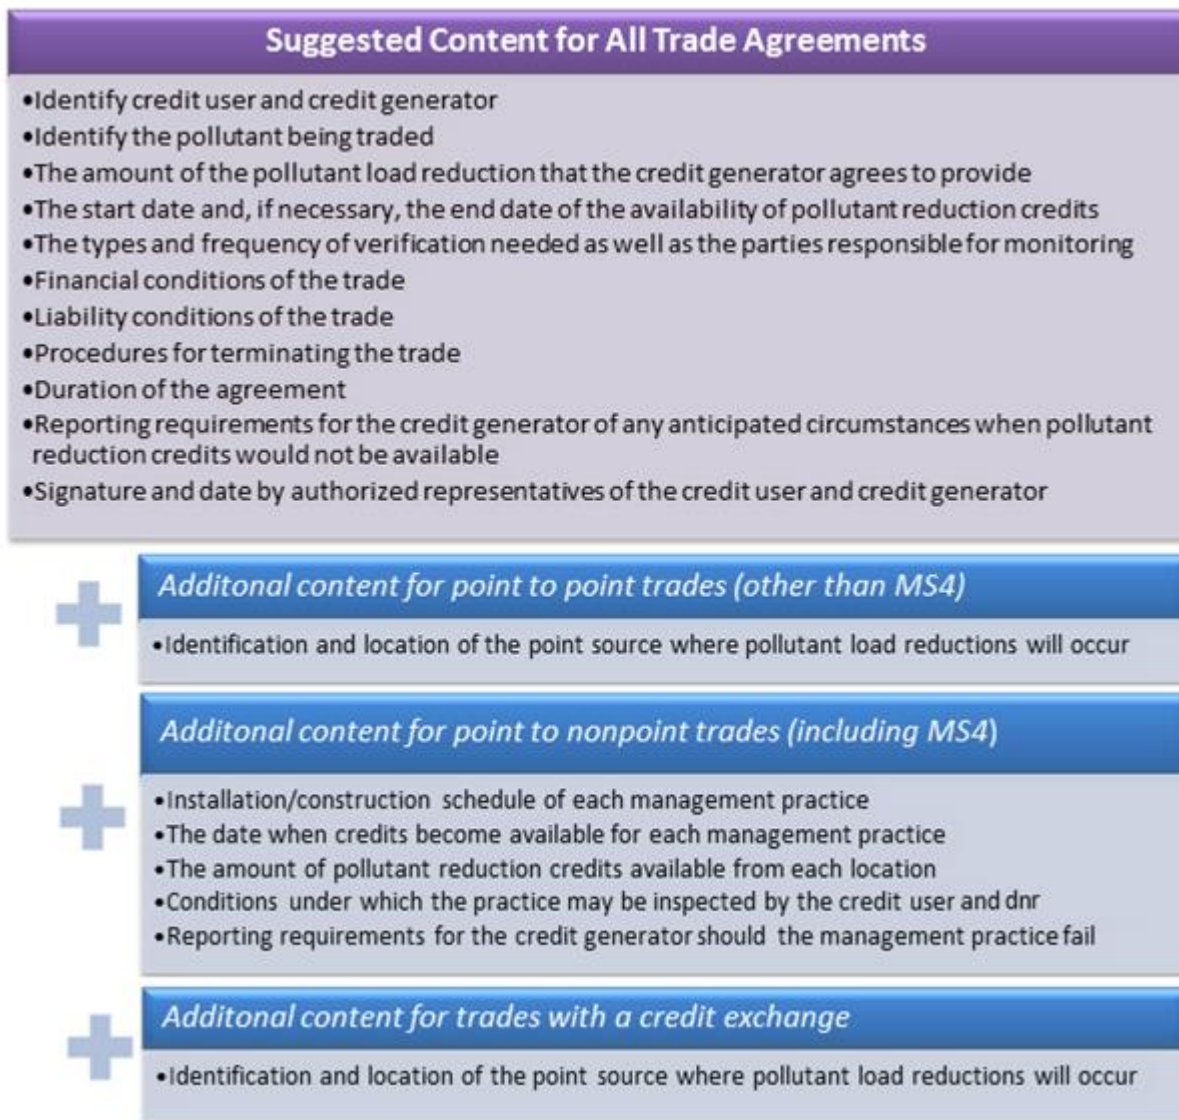 Suggested Content for All Trade Agreements
•Identify credit user and credit generator
•Identify the pollutant being traded
•The amount of the pollutant load reduction that the credit generator agrees to provide
•The start date and, if necessary, the end date of the availability of pollutant reduction credits
•The types and frequency of verification needed as well as the parties responsible for monitoring
•Financial conditions of the trade
•Liability conditions of the trade
•Procedures for terminating the trade
•Duration of the agreement
•Reporting requirements for the credit generator of any anticipated circumstances when pollutant
reduction credits would not be available
•Signature and date by authorized representatives of the credit user and credit generator
Additonal content for point to point trades (other than MS4)
•Identification and location of the point source where pollutant load reductions will occur
Additonal content for point to nonpoint trades (including MS4)
•Installation/construction schedule of each management practice
•The date when credits become available for each management practice
•The amount of pollutant reduction credits available from each location
•Conditions under which the practice may be inspected by the credit user and dnr
•Reporting requirements for the credit generator should the management practice fail
Additonal content for trades with a credit exchange
•Identification and location of the point source where pollutant load reductions will occur